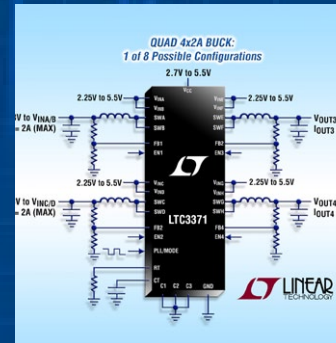 QUAD 4x2A BUCK:
1 of 8 Possible Configurations
2.7V to 5.5V
VCC
2.25V to 5.5V VINA VINF 2.25V to 5.5V
VINB VINE
V to VINA/B SWA SWE VOUT3
= 2A (MAX) SWB SWF IOUT3
FB1 FB3
EN1 EN3
2.25V to 5.5V VINC VING 2.25V to 5.5V
VIND VINH
V to VINC/D SWC SWG VOUT4
= 2A (MAX) SWD SWH IOUT4
LTC3371
FB2 FB4
EN2 EN4
PLL/MODE
RT
CT
C1 C2 C3 GND
LINEAR
TECHNOLOGY